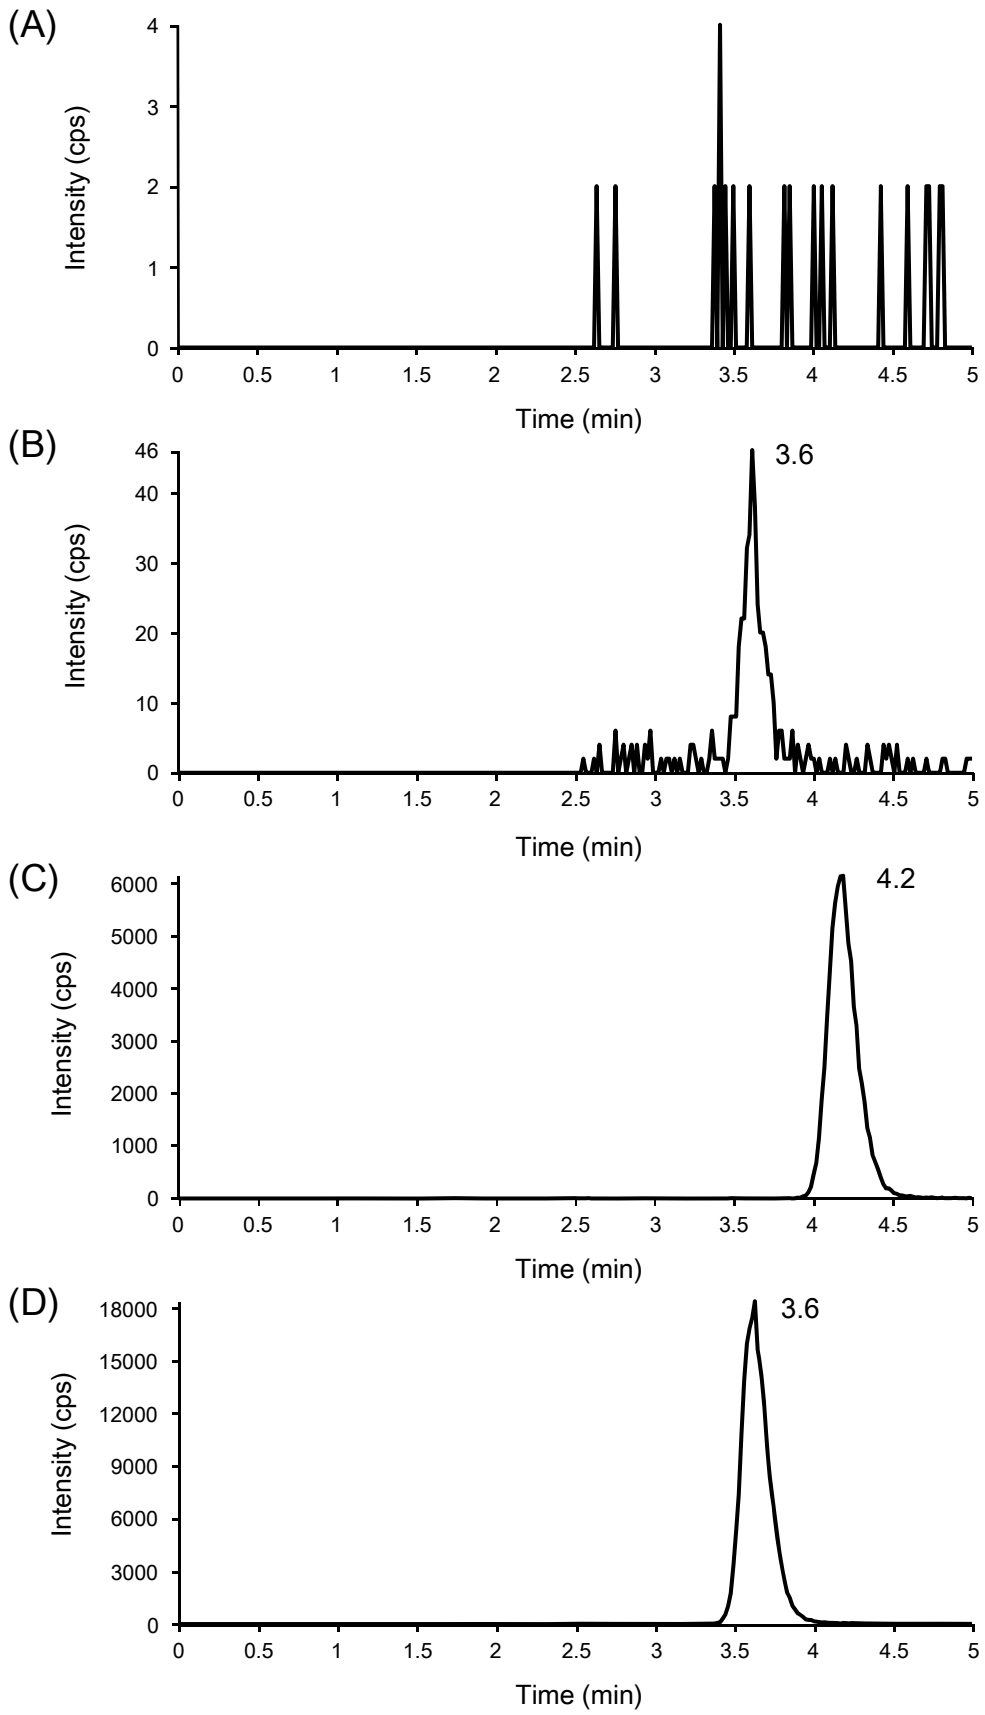 (A)
Intensity (cps)
4
3
2
1
0
0 0.5 1 1.5 2 2.5 3 3.5 4 4.5 5
Time (min)
(B)
Intensity (cps)
46
40
30
20
10
0
3.6
0 0.5 1 1.5 2 2.5 3 3.5 4 4.5 5
Time (min)
(C)
Intensity (cps)
6000
5000
4000
3000
2000
1000
0
4.2
0 0.5 1 1.5 2 2.5 3 3.5 4 4.5 5
Time (min)
(D)
Intensity (cps)
18000
15000
12000
9000
6000
3000
0
3.6
0 0.5 1 1.5 2 2.5 3 3.5 4 4.5 5
Time (min)